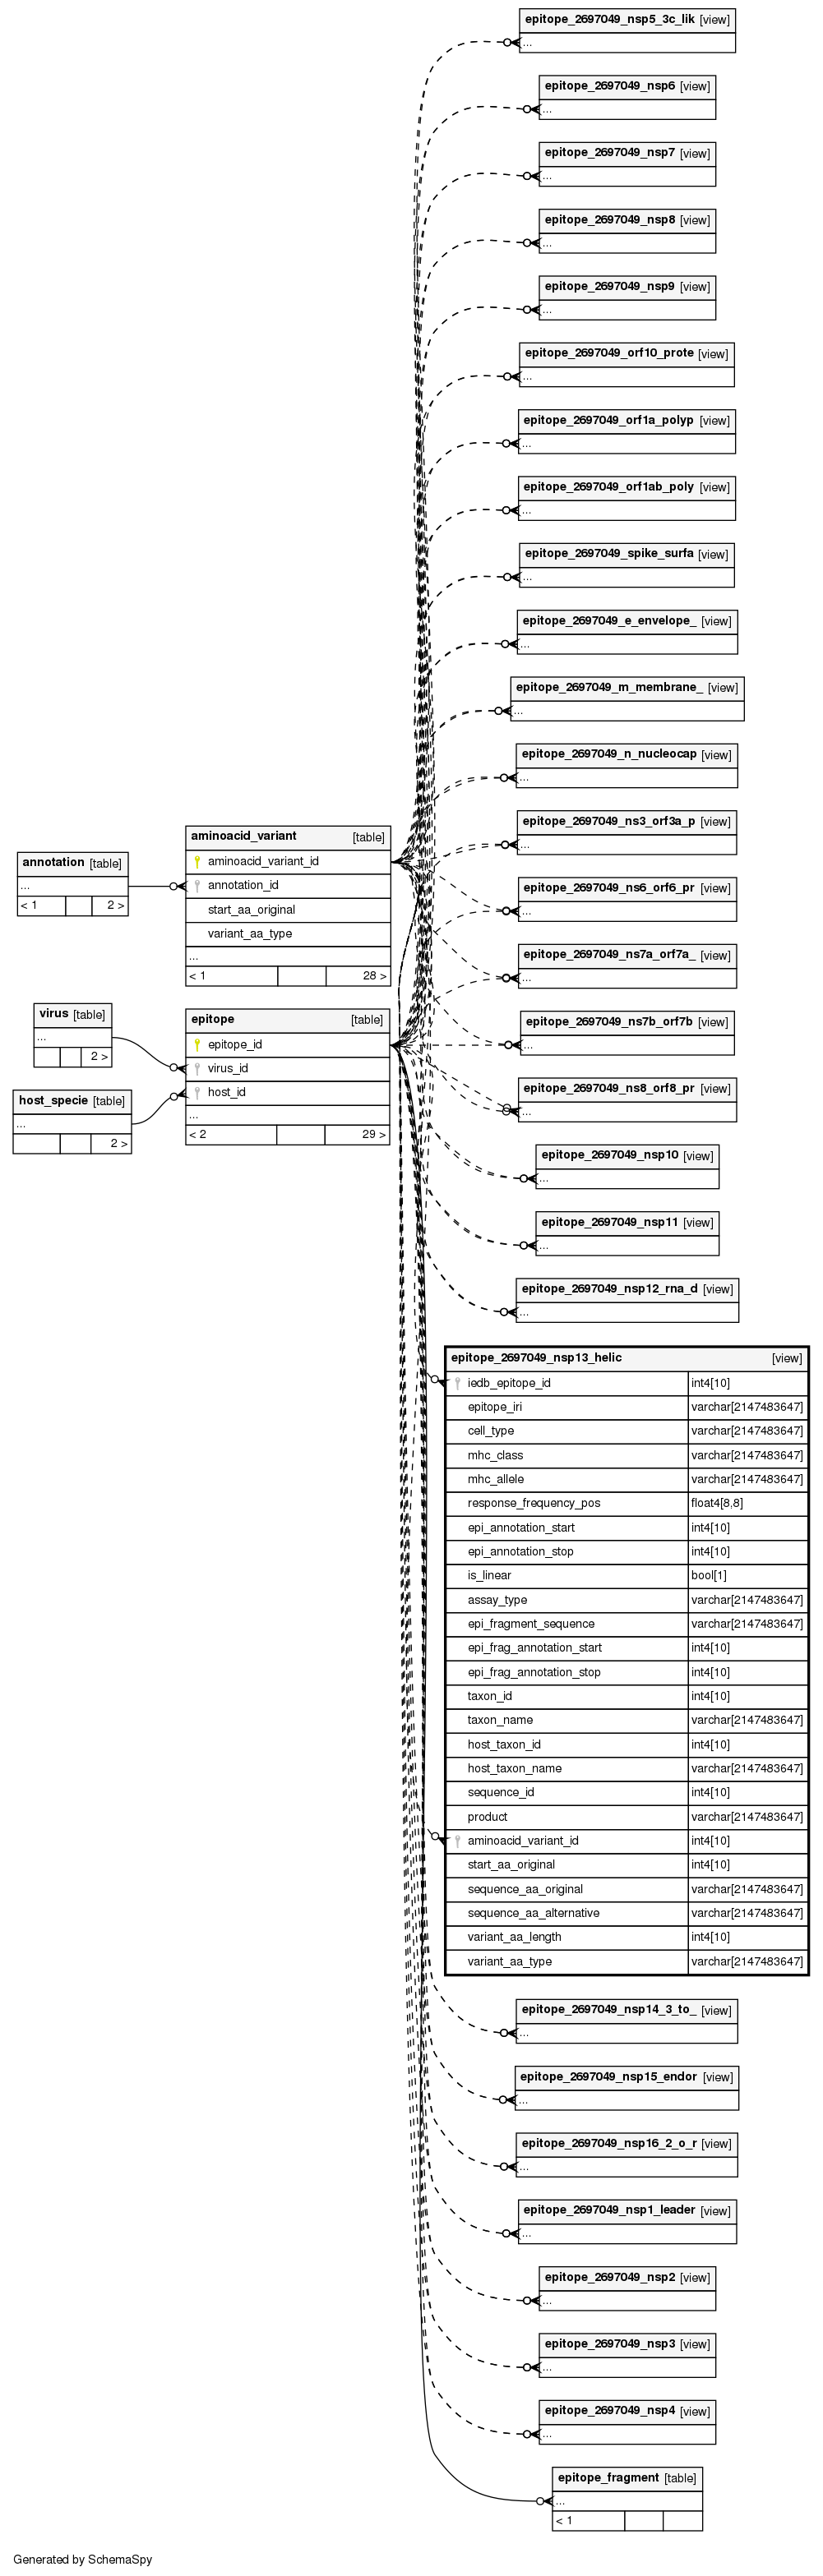 epitope_2697049_nsp5_3c_lik [view]
...
epitope_2697049_nsp6 [view]
...
epitope_2697049_nsp7 [view]
...
epitope_2697049_nsp8 [view]
...
epitope_2697049_nsp9 [view]
...
epitope_2697049_orf10_prote [view]
...
epitope_2697049_orf1a_polyp [view]
...
epitope_2697049_orf1ab_poly [view]
...
epitope_2697049_spike_surfa [view]
...
epitope_2697049_e_envelope_ [view]
...
epitope_2697049_m_membrane_ [view]
...
epitope_2697049_n_nucleocap [view]
...
epitope_2697049_ns3_orf3a_p [view]
...
epitope_2697049_ns6_orf6_pr [view]
...
epitope_2697049_ns7a_orf7a_ [view]
...
epitope_2697049_ns7b_orf7b [view]
...
epitope_2697049_ns8_orf8_pr [view]
...
epitope_2697049_nsp10 [view]
...
epitope_2697049_nsp11 [view]
...
epitope_2697049_nsp12_rna_d [view]
...
annotation [table]
...
< 1 2 >
aminoacid_variant [table]
aminoacid_variant_id
annotation_id
start_aa_original
variant_aa_type
...
< 1 28 >
virus [table]
...
2 >
host_specie [table]
...
2 >
epitope [table]
epitope_id
virus_id
host_id
...
< 2 29 >
epitope_2697049_nsp13_helic [view]
iedb_epitope_id int4[10]
epitope_iri varchar[2147483647]
cell_type varchar[2147483647]
mhc_class varchar[2147483647]
mhc_allele varchar[2147483647]
response_frequency_pos float4[8,8]
epi_annotation_start int4[10]
epi_annotation_stop int4[10]
is_linear bool[1]
assay_type varchar[2147483647]
epi_fragment_sequence varchar[2147483647]
epi_frag_annotation_start int4[10]
epi_frag_annotation_stop int4[10]
taxon_id int4[10]
taxon_name varchar[2147483647]
host_taxon_id int4[10]
host_taxon_name varchar[2147483647]
sequence_id int4[10]
product varchar[2147483647]
aminoacid_variant_id int4[10]
start_aa_original int4[10]
sequence_aa_original varchar[2147483647]
sequence_aa_alternative varchar[2147483647]
variant_aa_length int4[10]
variant_aa_type varchar[2147483647]
epitope_2697049_nsp14_3_to_ [view]
...
epitope_2697049_nsp15_endor [view]
...
epitope_2697049_nsp16_2_o_r [view]
...
epitope_2697049_nsp1_leader [view]
...
epitope_2697049_nsp2 [view]
...
epitope_2697049_nsp3 [view]
...
epitope_2697049_nsp4 [view]
...
epitope_fragment [table]
...
< 1
Generated by SchemaSpy